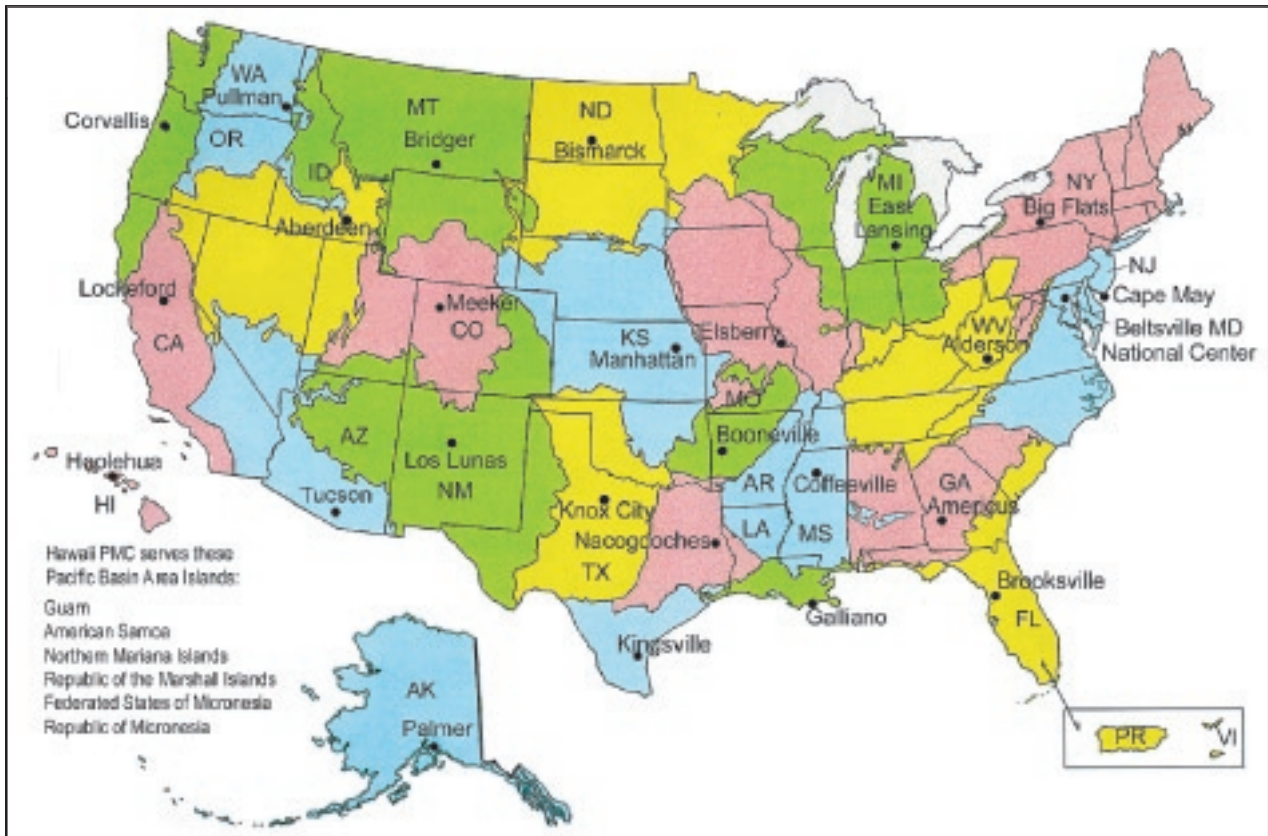 WA
Pullman
Corvallis
OR
MT
Bridger
ID
Aberdeen
ND
Bismarck
MI
East
Lansing
NY
Big Flats
NJ
Cape May
Beltsville MD
National Center
WV
Alderson
Lockeford
CA
Meeker
CO
KS
Manhattan
Elsberry
MO
Booneville
AZ
Los Lunas
NM
Tucson
Knox City
Nacogdoches
TX
AR
LA
Coffeeville
MS
GA
Americus
Hoolehua
HI
Brooksville
FL
Galliano
Kingsville
PR
VI
Hawaii PMC serves these
Pacific Basin Area Islands:
Guam
American Samoa
Northern Mariana Islands
Republic of the Marshall Islands
Federated States of Micronesia
Republic of Micronesia
AK
Palmer